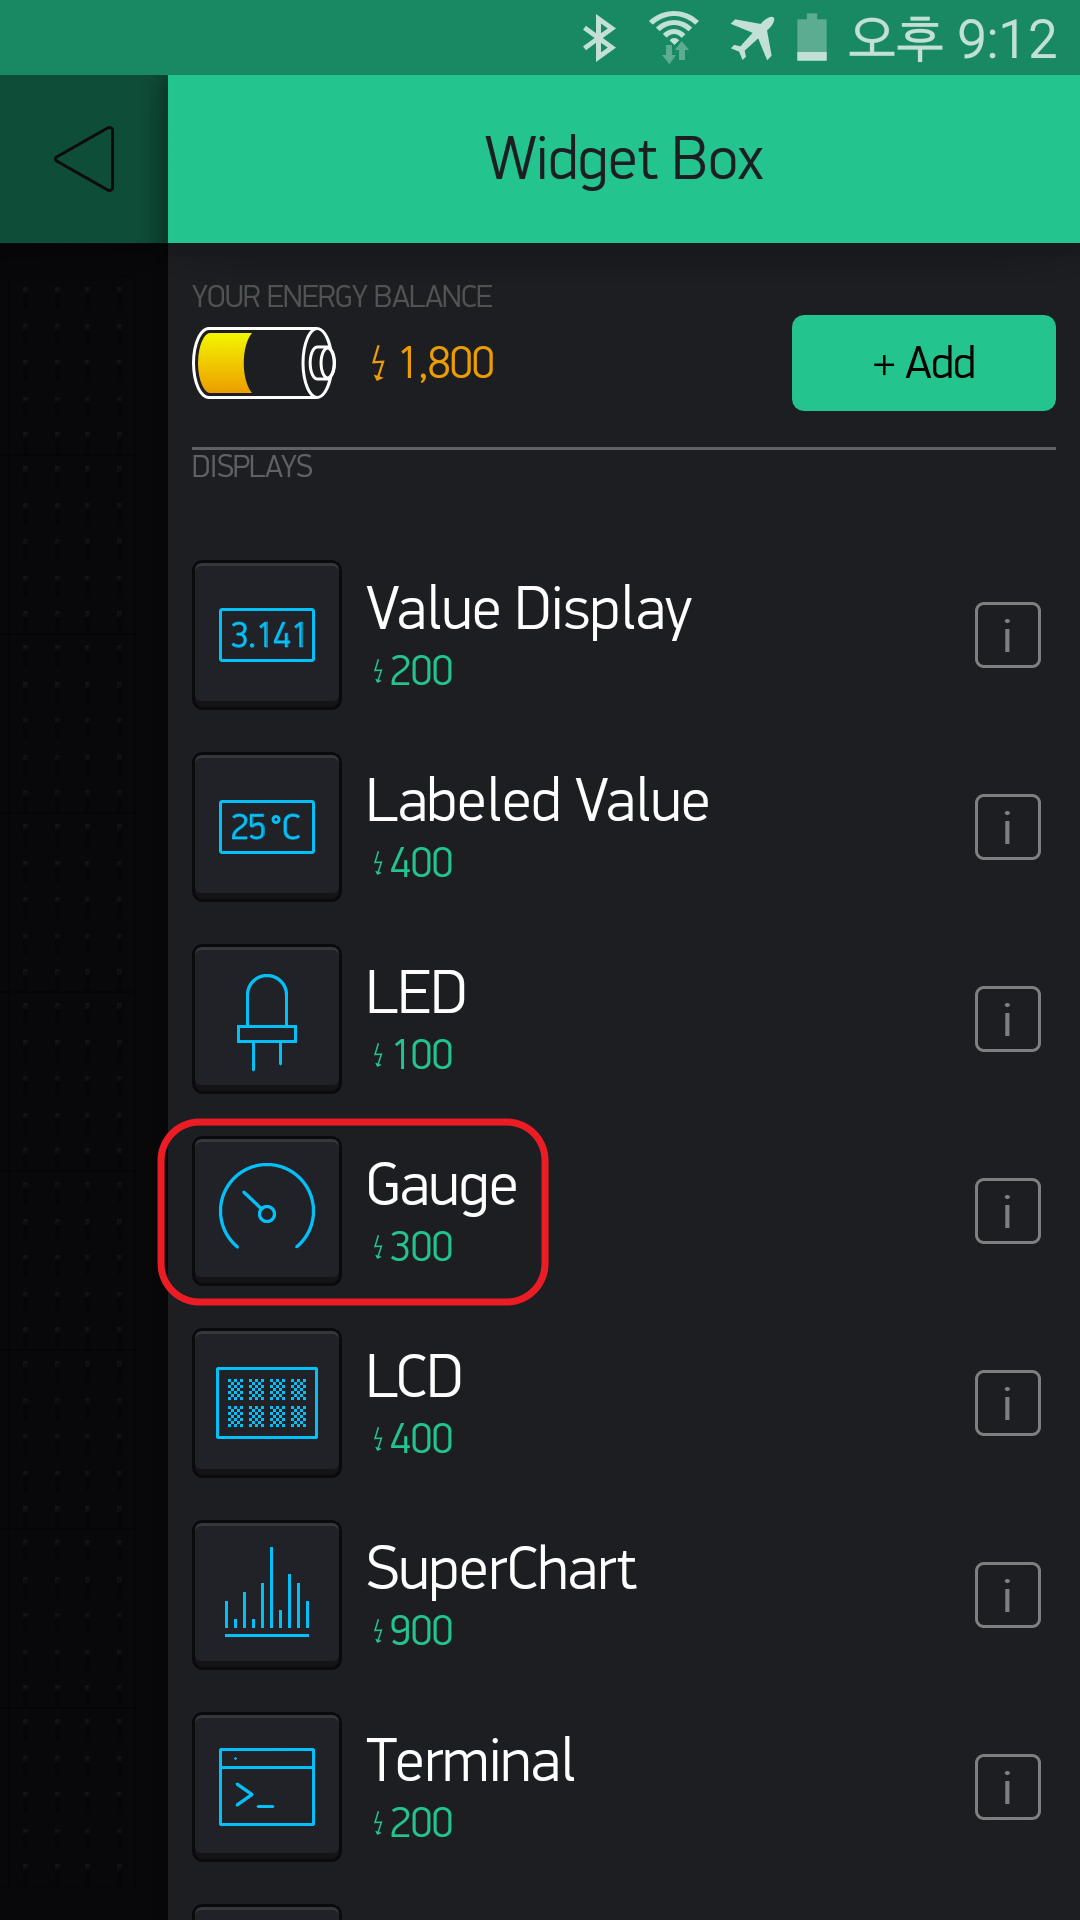 오후 9:12
Widget Box
YOUR ENERGY BALANCE
1,800
+ Add
DISPLAYS
3.141
Value Display
200
i
25°C
Labeled Value
400
i
LED
100
i
Gauge
300
i
LCD
400
i
SuperChart
900
i
>_
Terminal
200
i